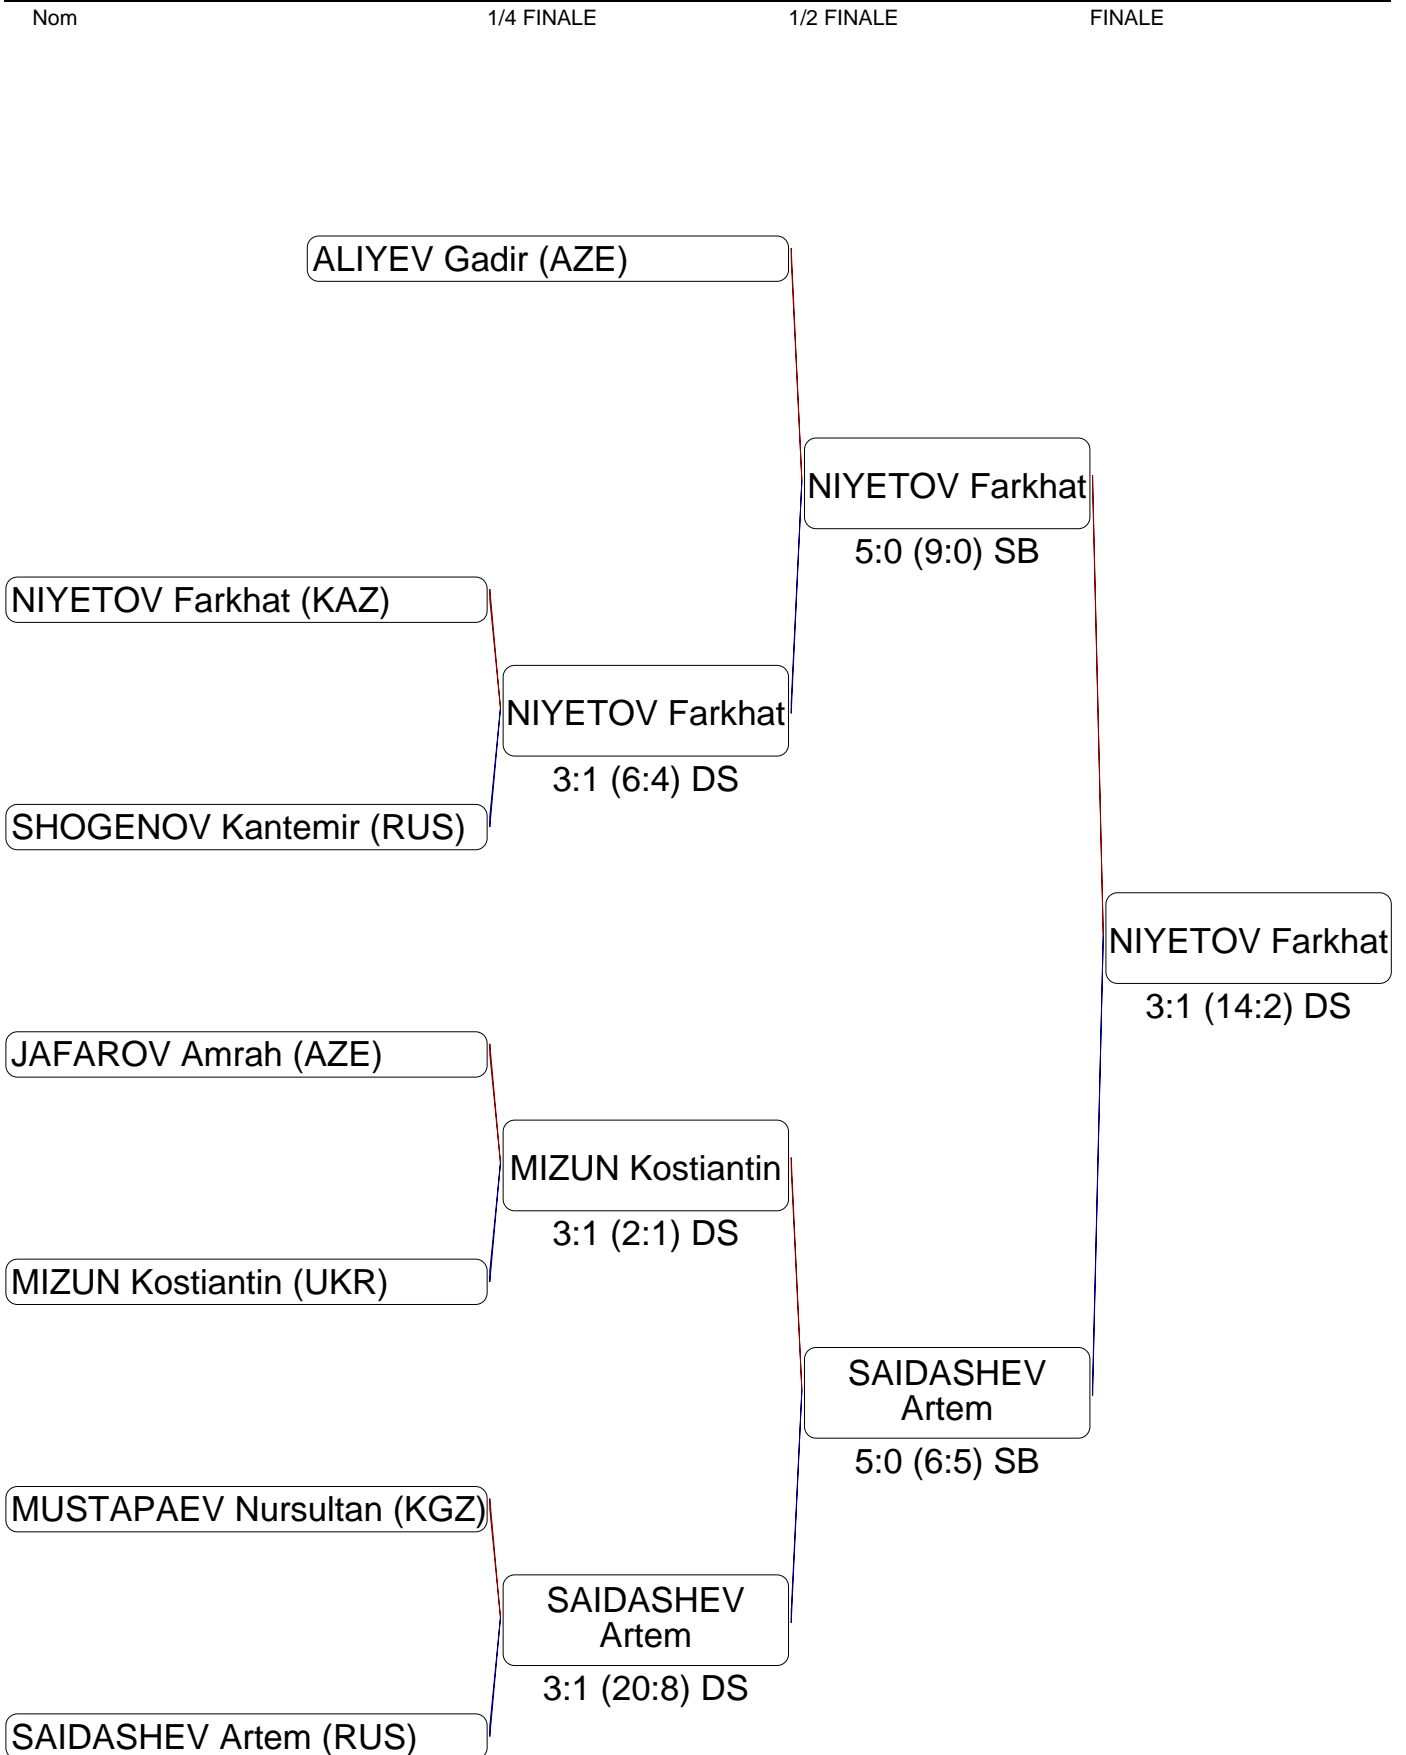 Nom 1/4 FINALE 1/2 FINALE FINALE
ALIYEV Gadir (AZE)
NIYETOV Farkhat
5:0 (9:0) SB
NIYETOV Farkhat (KAZ)
NIYETOV Farkhat
3:1 (6:4) DS
SHOGENOV Kantemir (RUS)
NIYETOV Farkhat
3:1 (14:2) DS
JAFAROV Amrah (AZE)
MIZUN Kostiantin
3:1 (2:1) DS
MIZUN Kostiantin (UKR)
SAIDASHEV
Artem
5:0 (6:5) SB
MUSTAPAEV Nursultan (KGZ)
SAIDASHEV
Artem
3:1 (20:8) DS
SAIDASHEV Artem (RUS)